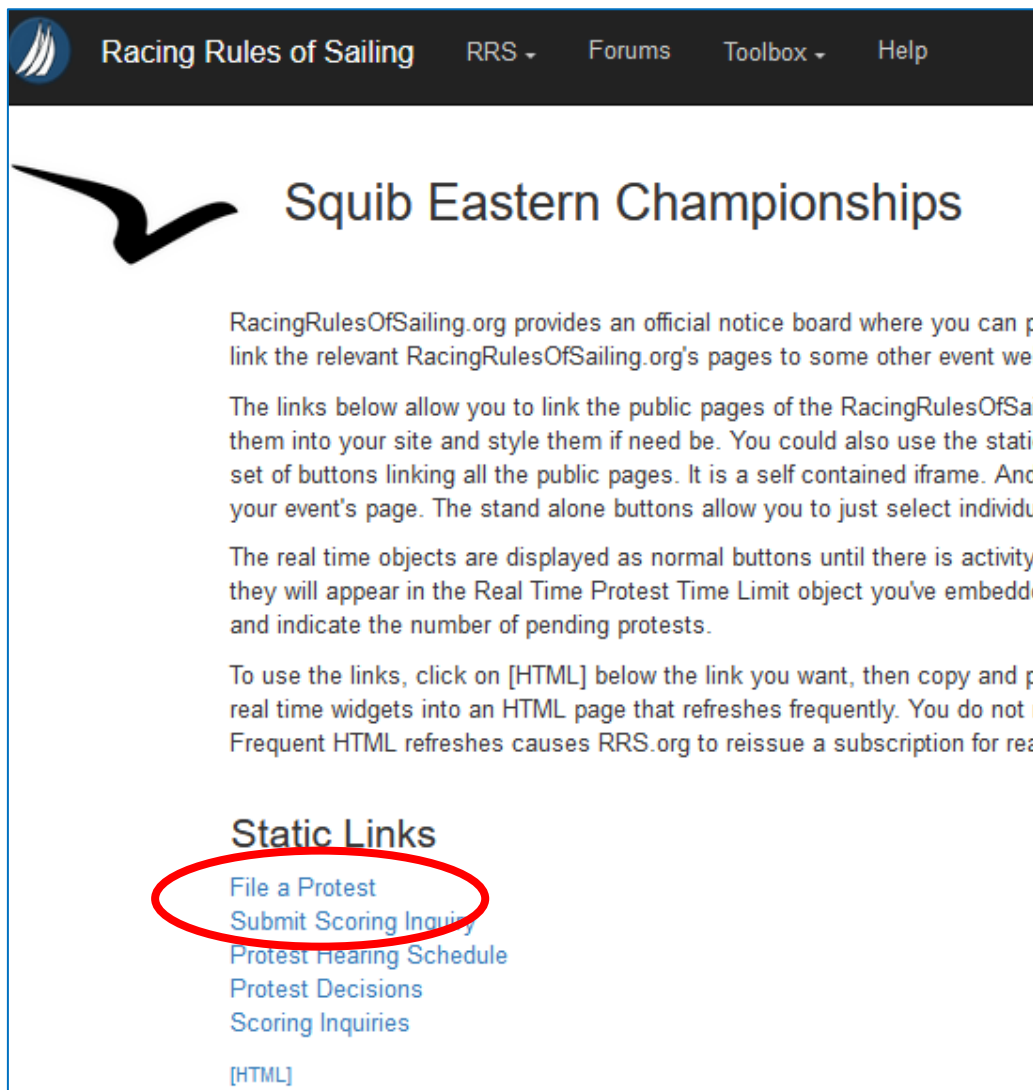 Racing Rules of Sailing RRS Forums Toolbox Help
Squib Eastern Championships
RacingRulesOfSailing.org provides an official notice board where you can
link the relevant RacingRulesOfSailing.org's pages to some other event
The links below allow you to link the public pages of the
them into your site and style them if need be. You could also use the
set of buttons linking all the public pages. It is a self contained iframe.
your event's page. The stand alone buttons allow you to just select
The real time objects are displayed as normal buttons until there is activity
they will appear in the Real Time Protest Time Limit object you've
and indicate the number of pending protests.
To use the links, click on [HTML] below the link you want, then copy and
real time widgets into an HTML page that refreshes frequently. You do not
Frequent HTML refreshes causes RRS.org to reissue a subscription for
Static Links
File a Protest
Submit Scoring Inquiry
Protest Hearing Schedule
Protest Decisions
Scoring Inquiries
[HTML]